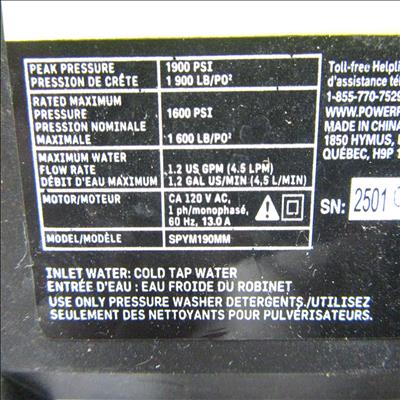 PEAK PRESSURE 1900 PSI
PRESSION DE CRÊTE 1 900 LB/PO²
RATED MAXIMUM
PRESSURE 1600 PSI
PRESSION NOMINALE
MAXIMALE 1 600 LB/PO²
MAXIMUM WATER
FLOW RATE 1.2 US GPM (4.5 LPM)
DÉBIT D'EAU MAXIMUM 1,2 GAL US/MIN (4,5 L/MIN)
MOTOR/MOTEUR CA 120 V AC,
1 ph/monophasé,
60 Hz, 13.0 A
MODEL/MODÈLE SPYM190MM
INLET WATER: COLD TAP WATER
ENTRÉE D'EAU : EAU FROIDE DU ROBINET
USE ONLY PRESSURE WASHER DETERGENTS./UTILISEZ
SEULEMENT DES NETTOYANTS POUR PULVÉRISATEURS.
Toll-free Helpli
d'assistance té
1-855-770-752
WWW.POWERF
MADE IN CHINA
1850 HYMUS,
QUÉBEC, H9P 1
SN: 2501